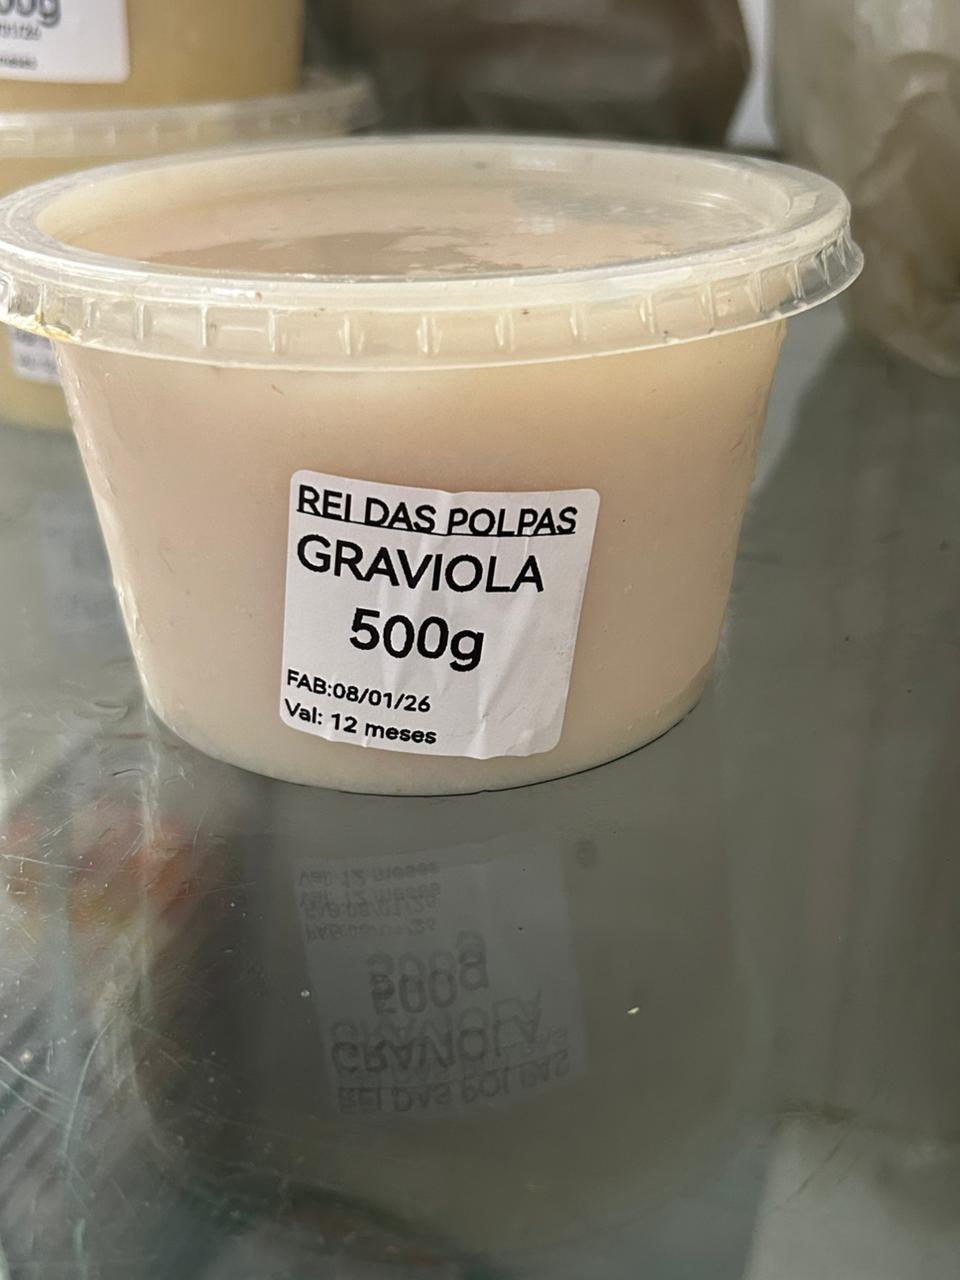 REI DAS POLPAS
GRAVIOLA
500g
FAB:08/01/26
Val: 12 meses